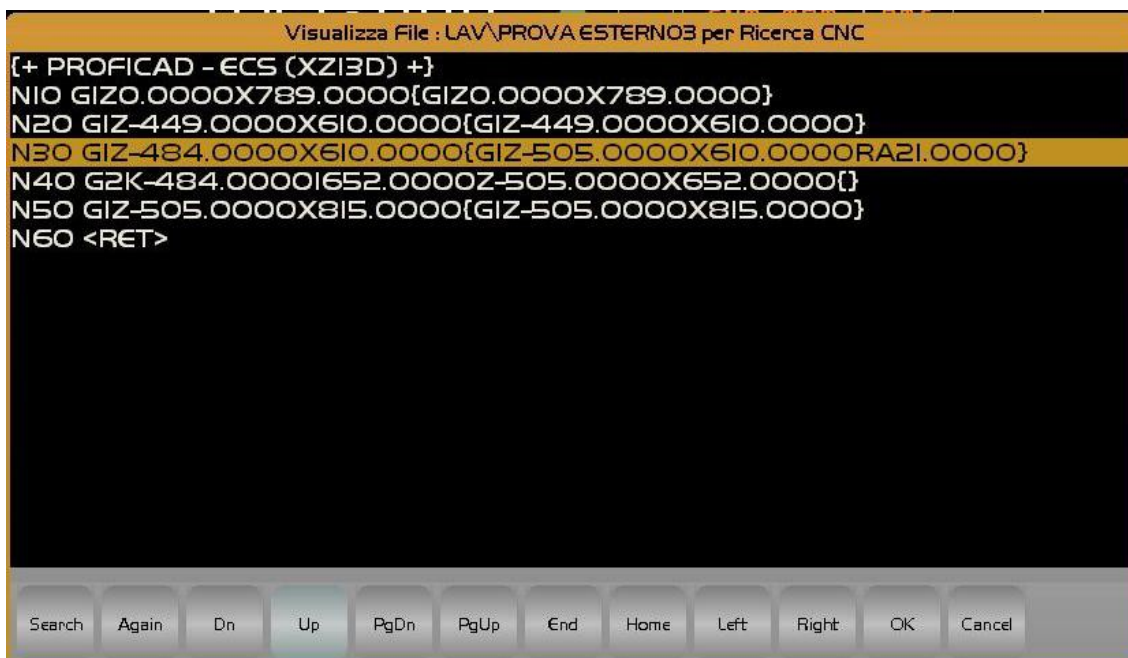 Visualizza File : LAV\PROVA ESTERNO3 per Ricerca CNC
{+ PROFICAD - ECS (XZ13D) +}
N10 G1Z0.0000X789.0000{G1Z0.0000X789.0000}
N20 G1Z-449.0000X610.0000{G1Z-449.0000X610.0000}
N30 G1Z-484.0000X610.0000{G1Z-505.0000X610.0000RA21.0000}
N40 G2K-484.0000I652.0000Z-505.0000X652.0000{}
N50 G1Z-505.0000X815.0000{G1Z-505.0000X815.0000}
N60 <RET>
Search Again Dn Up PgDn PgUp End Home Left Right OK Cancel